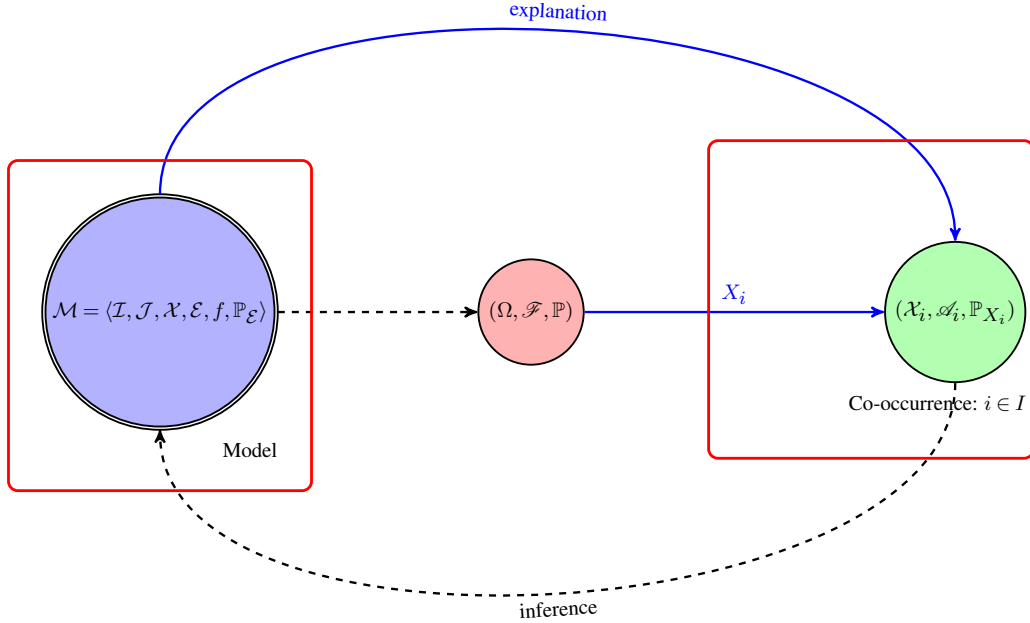 explanation
X_i
ℳ = ⟨ℐ, 𝒥, 𝒳, ℰ, f, ℙ_ℰ⟩
(Ω, ℱ, ℙ)
(𝒳_i, 𝒜_i, ℙ_{X_i})
Co-occurrence: i ∈ I
Model
inference